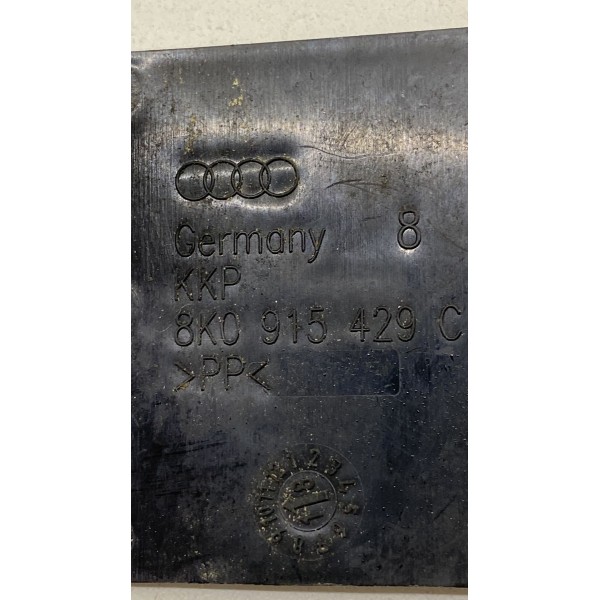 Germany 8
KKP
8K0 915 429 C
>PP<